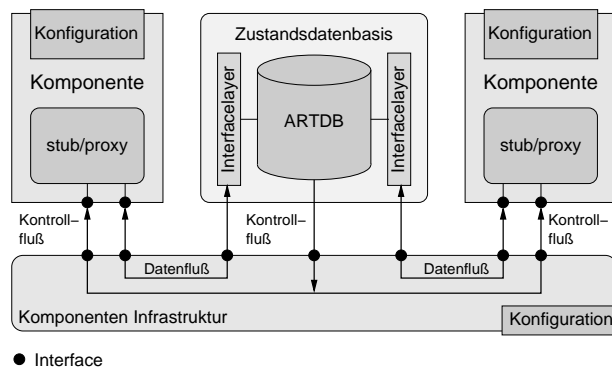 Konfiguration
Komponente
stub/proxy
Zustandsdatenbasis
Interfacelayer
ARTDB
Interfacelayer
Konfiguration
Komponente
stub/proxy
Kontroll–
fluß
Kontroll–
fluß
Kontroll–
fluß
Datenfluß
Datenfluß
Komponenten Infrastruktur
Konfiguration
Interface